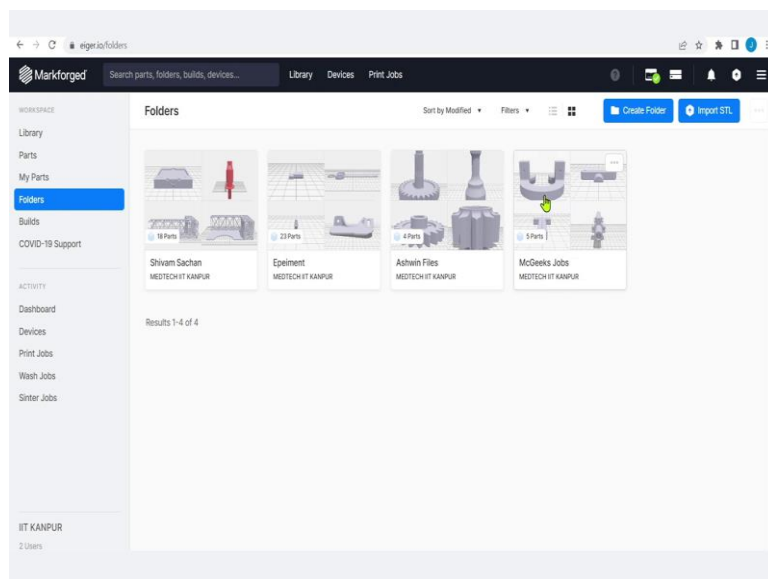 eiger.io/folders
Markforged
Search parts, folders, builds, devices...
Library Devices Print Jobs
WORKSPACE
Library
Parts
My Parts
Folders
Builds
COVID-19 Support
ACTIVITY
Dashboard
Devices
Print Jobs
Wash Jobs
Sinter Jobs
IIT KANPUR
2 Users
Folders
Sort by Modified
Filters
Create Folder
Import STL
18 Parts
Shivam Sachan
MEDTECH IIT KANPUR
23 Parts
Epeiment
MEDTECH IIT KANPUR
4 Parts
Ashwin Files
MEDTECH IIT KANPUR
5 Parts
McGeeks Jobs
MEDTECH IIT KANPUR
Results 1-4 of 4